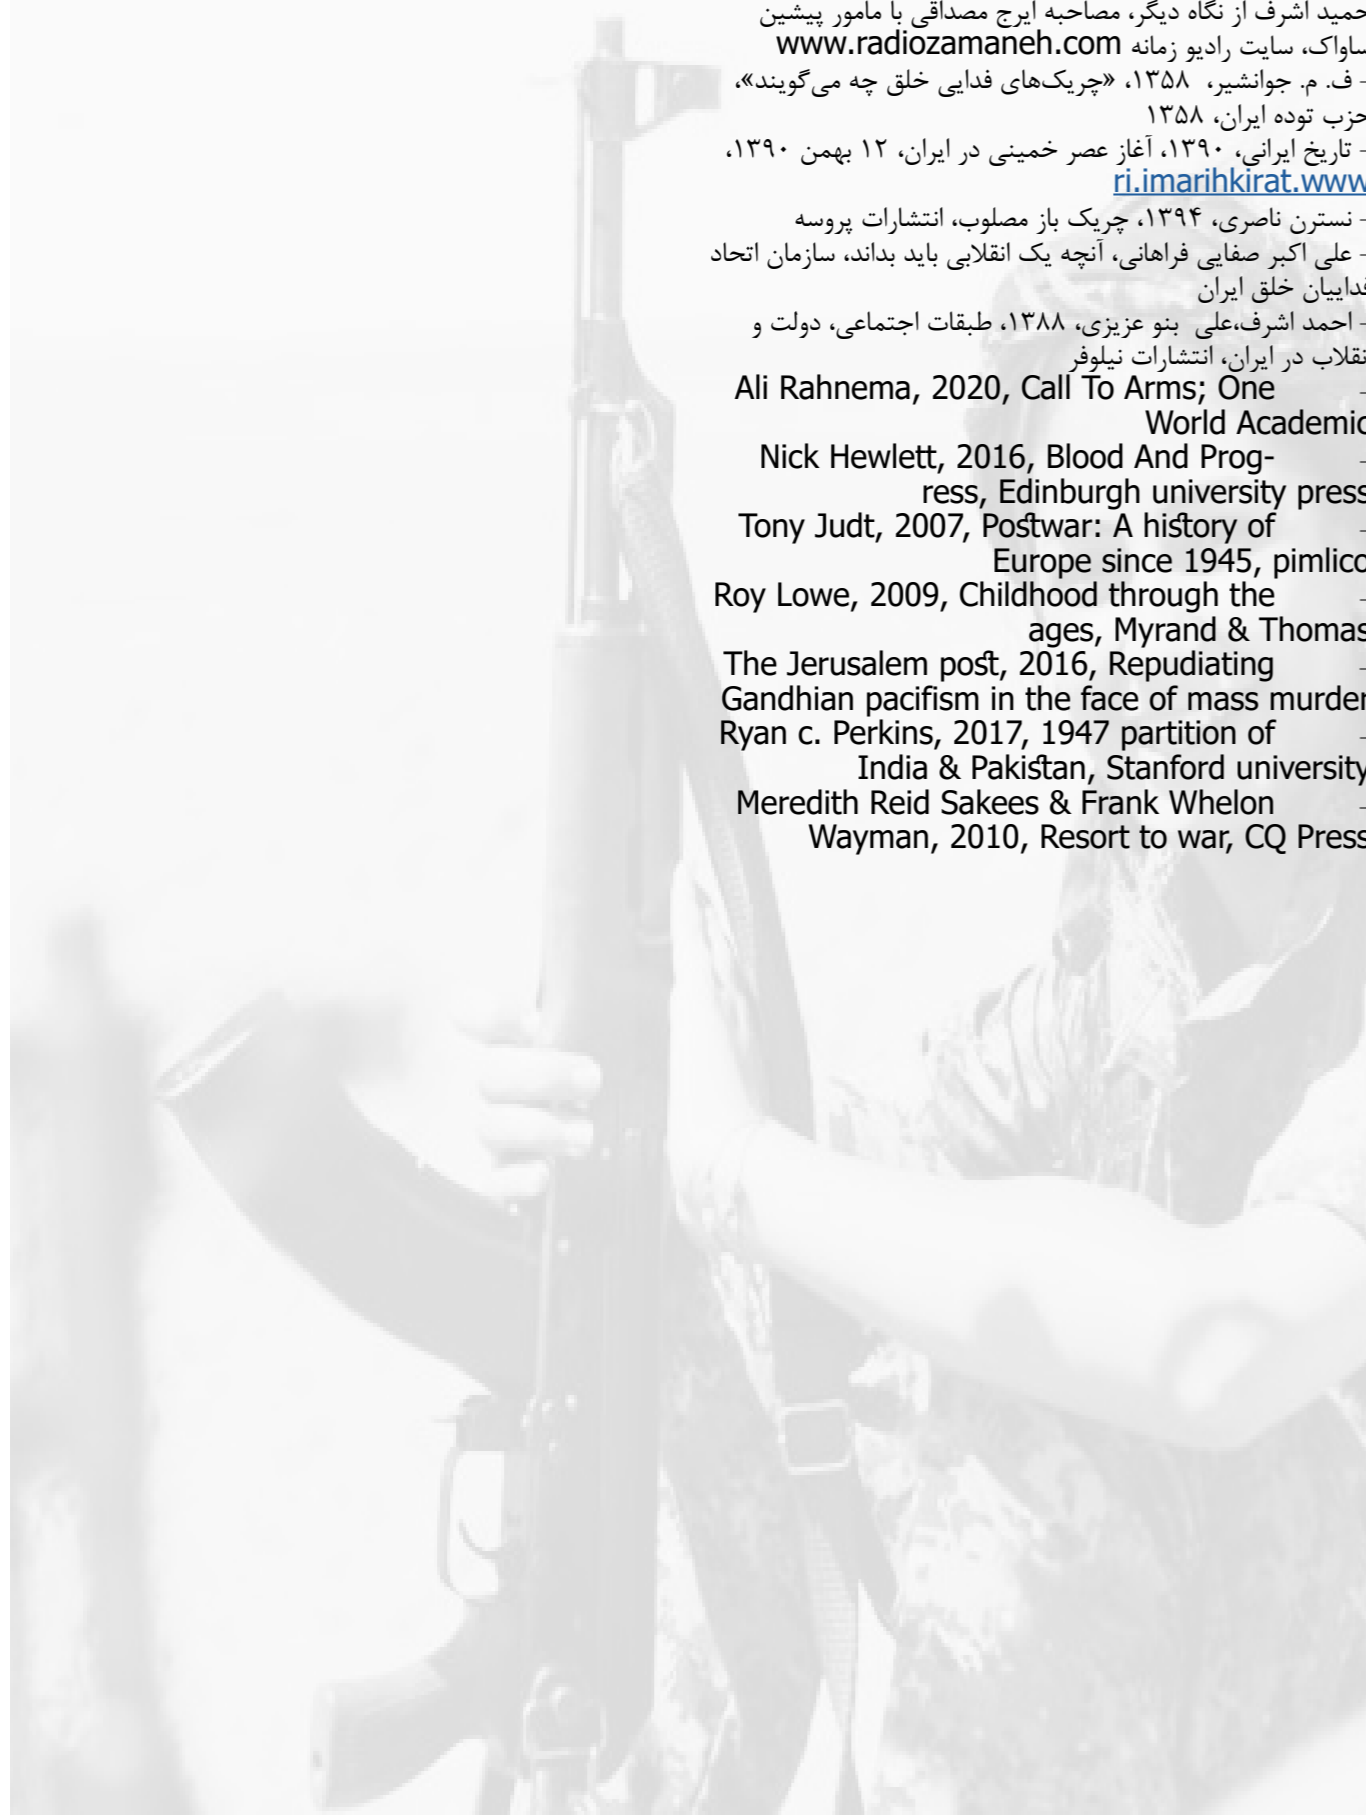 حمید اشرف از نگاه دیگر، مصاحبه ایرج مصداقی با مامور پیشین
ساواک، سایت رادیو زمانه www.radiozamaneh.com
- ف. م. جوانشیر، ۱۳۵۸، «چریک‌های فدایی خلق چه می‌گویند»،
حزب توده ایران، ۱۳۵۸
- تاریخ ایرانی، ۱۳۹۰، آغاز عصر خمینی در ایران، ۱۲ بهمن ۱۳۹۰،
ri.imarihkirat.www
- نسترن ناصری، ۱۳۹۴، چریک باز مصلوب، انتشارات پروسه
- علی اکبر صفایی فراهانی، آنچه یک انقلابی باید بداند، سازمان اتحاد
فداییان خلق ایران
- احمد اشرف،علی بنو عزیزی، ۱۳۸۸، طبقات اجتماعی، دولت و
انقلاب در ایران، انتشارات نیلوفر
- Ali Rahnema, 2020, Call To Arms; One
World Academic
- Nick Hewlett, 2016, Blood And Prog-
ress, Edinburgh university press
- Tony Judt, 2007, Postwar: A history of
Europe since 1945, pimlico
- Roy Lowe, 2009, Childhood through the
ages, Myrand & Thomas
- The Jerusalem post, 2016, Repudiating
Gandhian pacifism in the face of mass murder
- Ryan c. Perkins, 2017, 1947 partition of
India & Pakistan, Stanford university
- Meredith Reid Sakees & Frank Whelon
Wayman, 2010, Resort to war, CQ Press